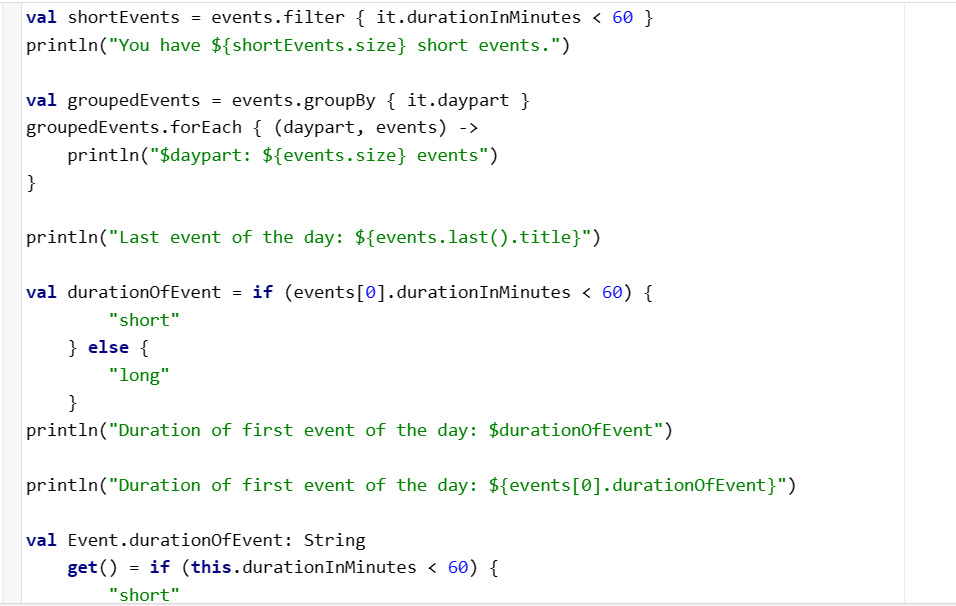 val shortEvents = events.filter { it.durationInMinutes < 60 }
println("You have ${shortEvents.size} short events.")

val groupedEvents = events.groupBy { it.daypart }
groupedEvents.forEach { (daypart, events) ->
    println("$daypart: ${events.size} events")
}

println("Last event of the day: ${events.last().title}")

val durationOfEvent = if (events[0].durationInMinutes < 60) {
        "short"
    } else {
        "long"
    }
println("Duration of first event of the day: $durationOfEvent")

println("Duration of first event of the day: ${events[0].durationOfEvent}")

val Event.durationOfEvent: String
    get() = if (this.durationInMinutes < 60) {
        "short"